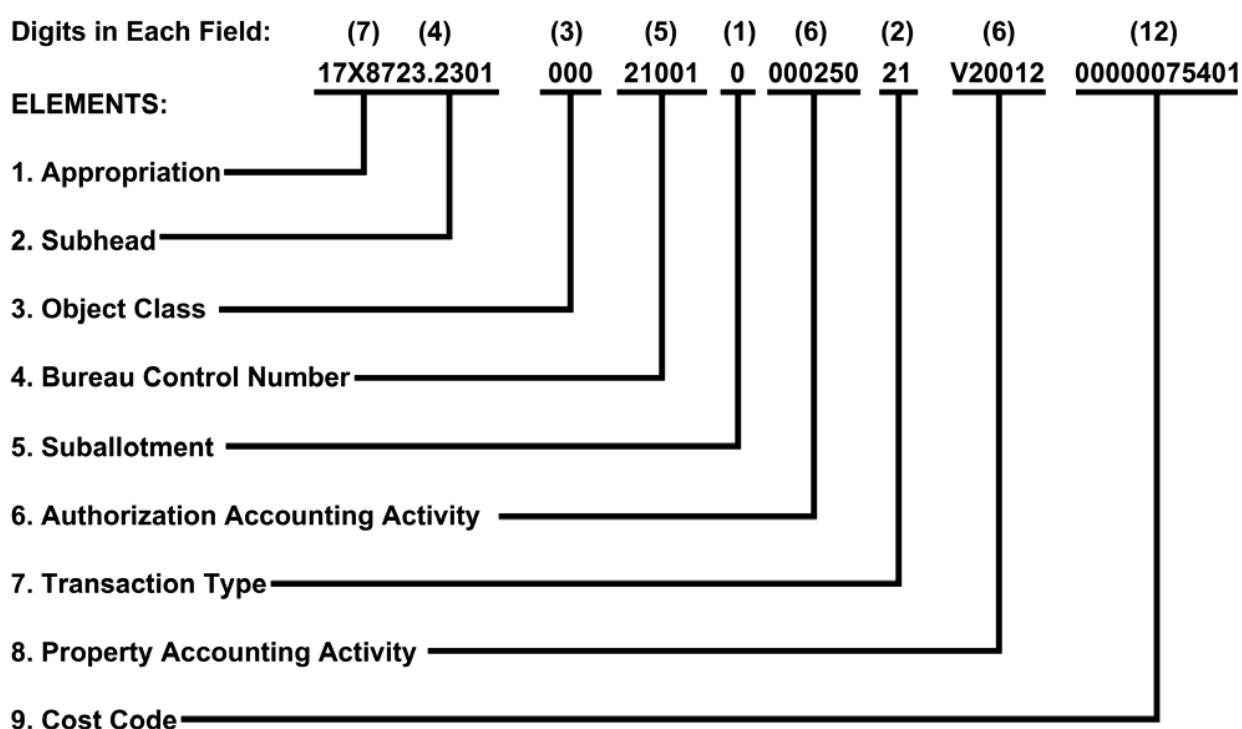 Digits in Each Field: (7) (4) (3) (5) (1) (6) (2) (6) (12)
17X8723.2301 000 21001 0 000250 21 V20012 00000075401
ELEMENTS:
1. Appropriation
2. Subhead
3. Object Class
4. Bureau Control Number
5. Suballotment
6. Authorization Accounting Activity
7. Transaction Type
8. Property Accounting Activity
9. Cost Code